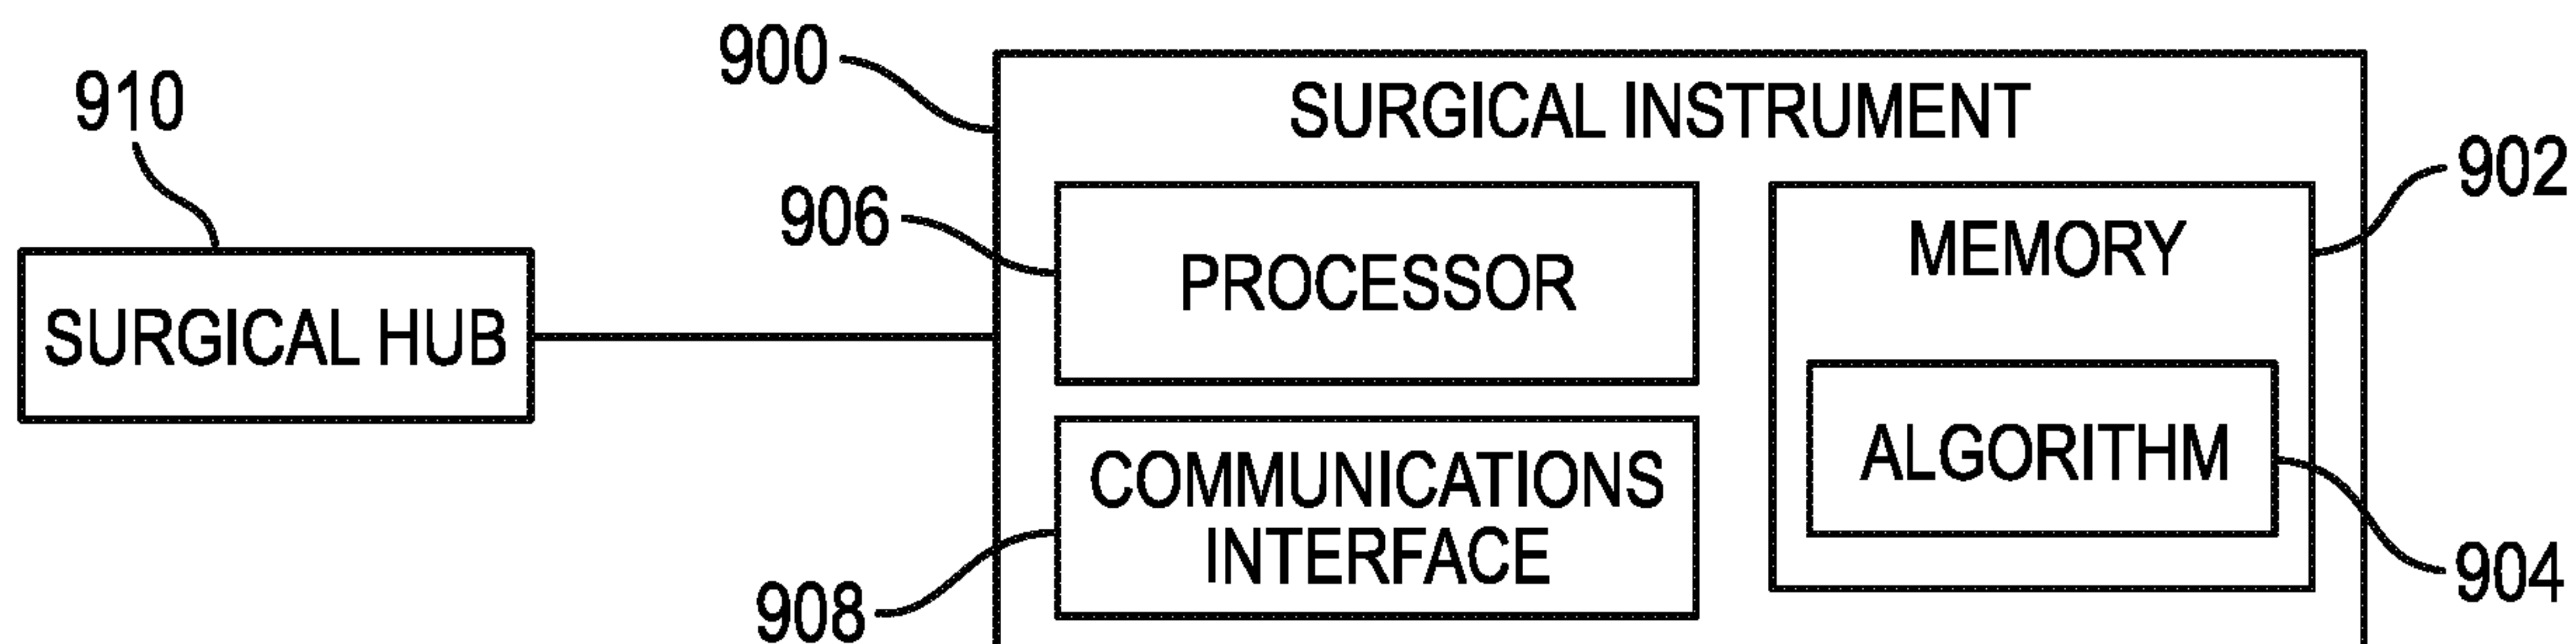 900
SURGICAL INSTRUMENT
910
902
906
PROCESSOR
MEMORY
SURGICAL HUB
ALGORITHM
COMMUNICATIONS
INTERFACE
904
908